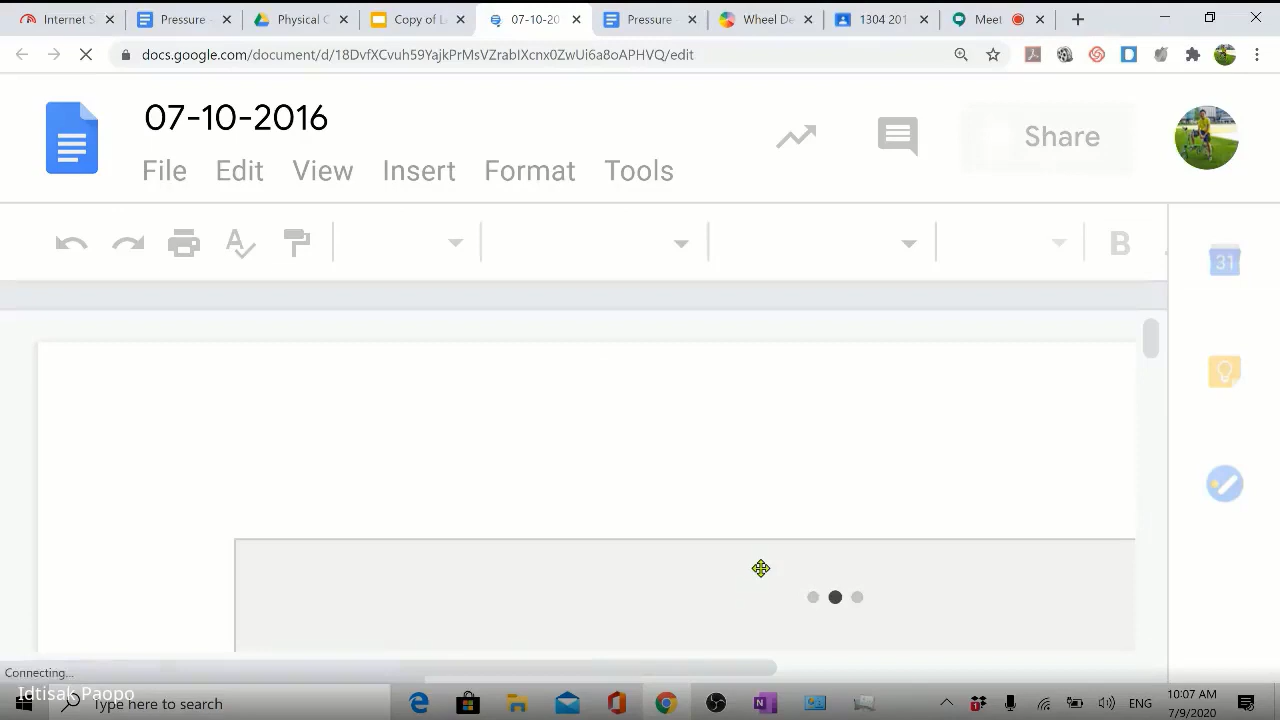 Internet S
Pressure -
Physical C
Copy of L
07-10-20
Pressure -
Wheel De
1304 201
Meet
docs.google.com/document/d/18DvfXCvuh59YajkPrMsVZrablXcnx0ZwUi6a8oAPHVQ/edit
07-10-2016
File Edit View Insert Format Tools
Share
B
31
Connecting...
Idtisak Paopo
Type here to search
ENG
10:07 AM
7/9/2020